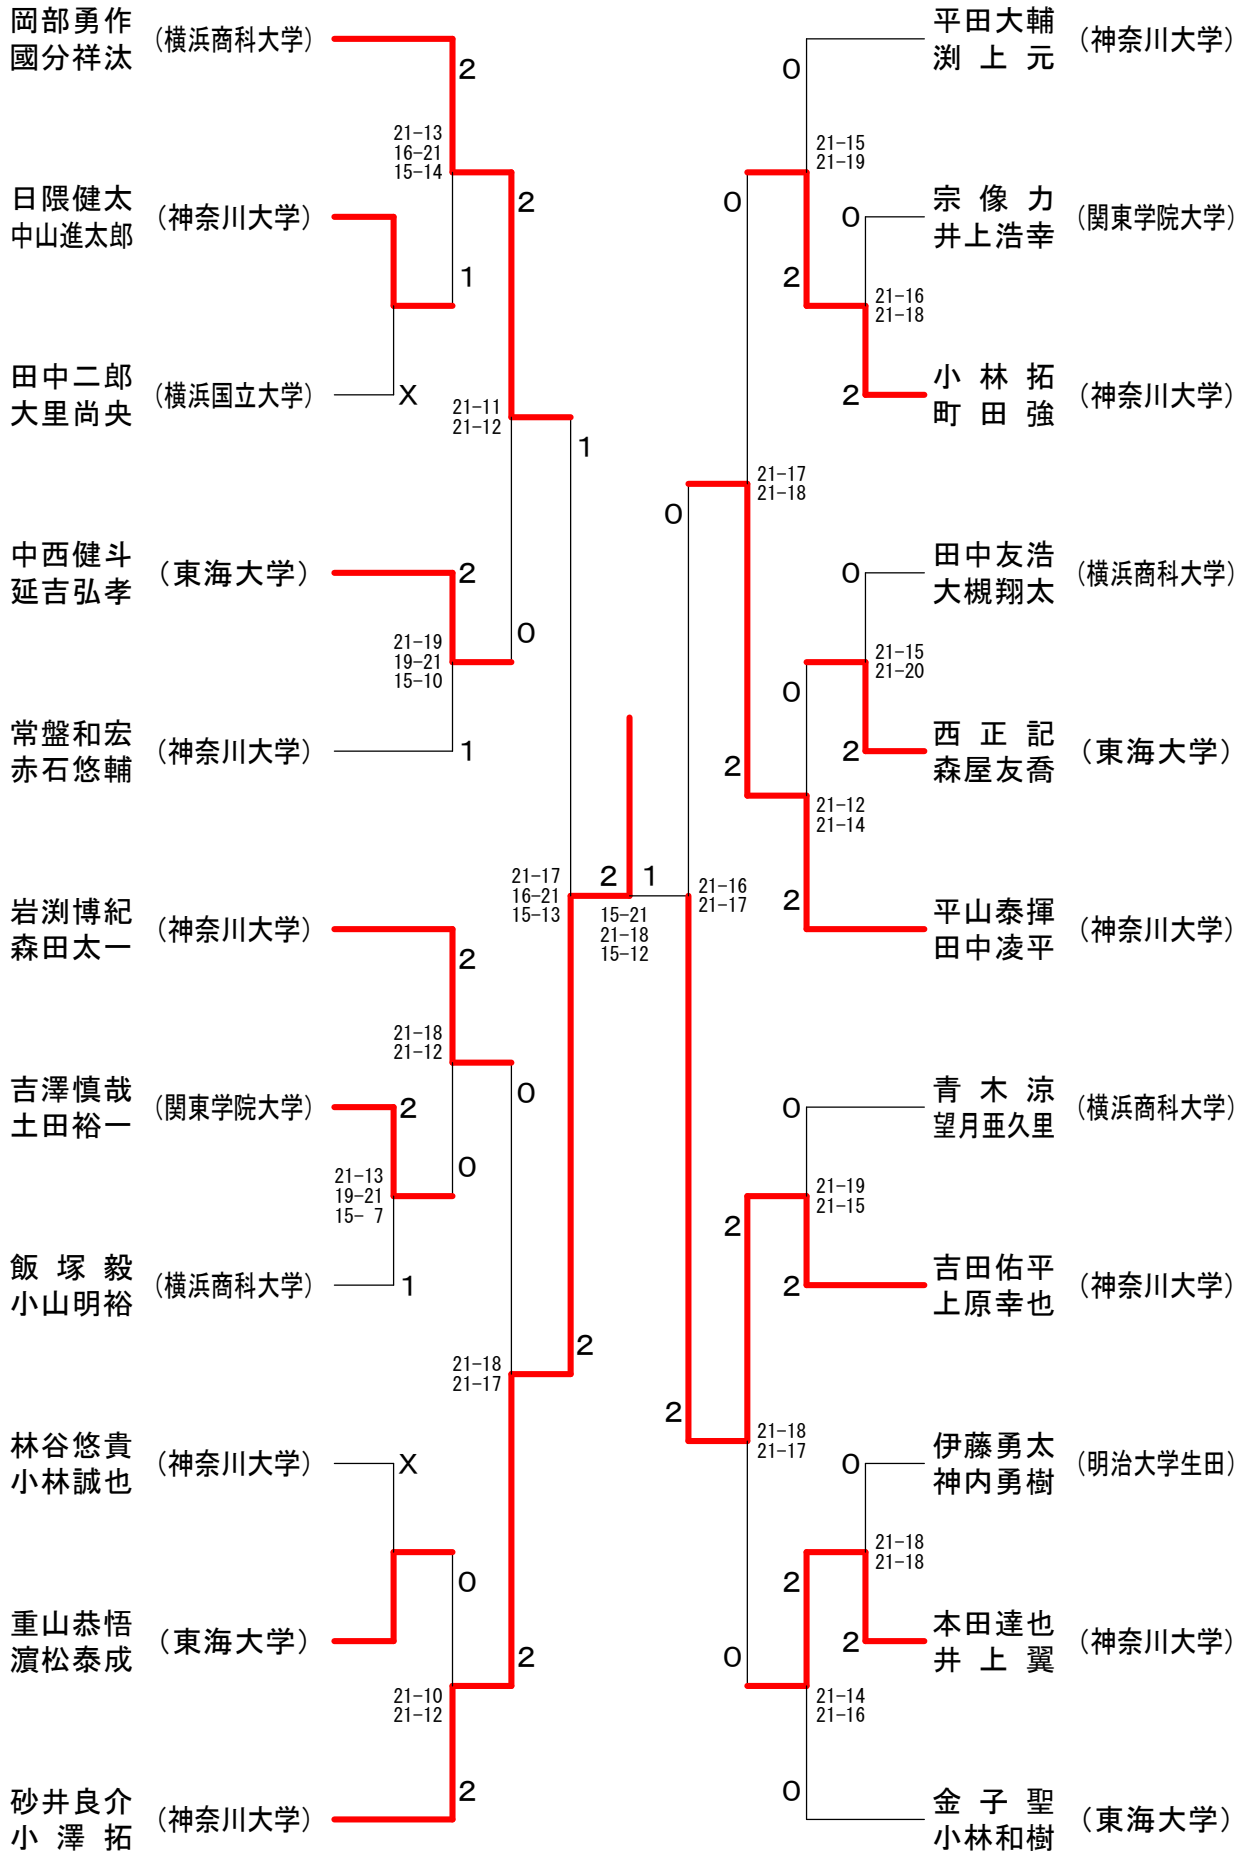 岡部勇作
國分祥汰
(横浜商科大学)
2
21-13
16-21
15-14
2
日隈健太
中山進太郎
(神奈川大学)
1
田中二郎
大里尚央
(横浜国立大学)
X
21-11
21-12
1
中西健斗
延吉弘孝
(東海大学)
2
21-19
19-21
15-10
0
常盤和宏
赤石悠輔
(神奈川大学)
1
21-17
16-21
15-13
2
1
15-21
21-18
15-12
岩渕博紀
森田太一
(神奈川大学)
2
21-18
21-12
0
吉澤慎哉
土田裕一
(関東学院大学)
2
21-13
19-21
15- 7
0
飯塚毅
小山明裕
(横浜商科大学)
1
21-18
21-17
2
林谷悠貴
小林誠也
(神奈川大学)
X
0
重山恭悟
濵松泰成
(東海大学)
21-10
21-12
2
砂井良介
小澤拓
(神奈川大学)
2
平田大輔
渕上元
(神奈川大学)
0
21-15
21-19
0
宗像力
井上浩幸
(関東学院大学)
0
2
21-16
21-18
小林拓
町田強
(神奈川大学)
2
21-17
21-18
0
田中友浩
大槻翔太
(横浜商科大学)
0
21-15
21-20
0
西正記
森屋友喬
(東海大学)
2
2
21-12
21-14
平山泰揮
田中凌平
(神奈川大学)
2
21-16
21-17
青木涼
望月亜久里
(横浜商科大学)
0
21-19
21-15
2
吉田佑平
上原幸也
(神奈川大学)
2
2
21-18
21-17
伊藤勇太
神内勇樹
(明治大学生田)
0
21-18
21-18
2
本田達也
井上翼
(神奈川大学)
2
0
21-14
21-16
金子聖
小林和樹
(東海大学)
0